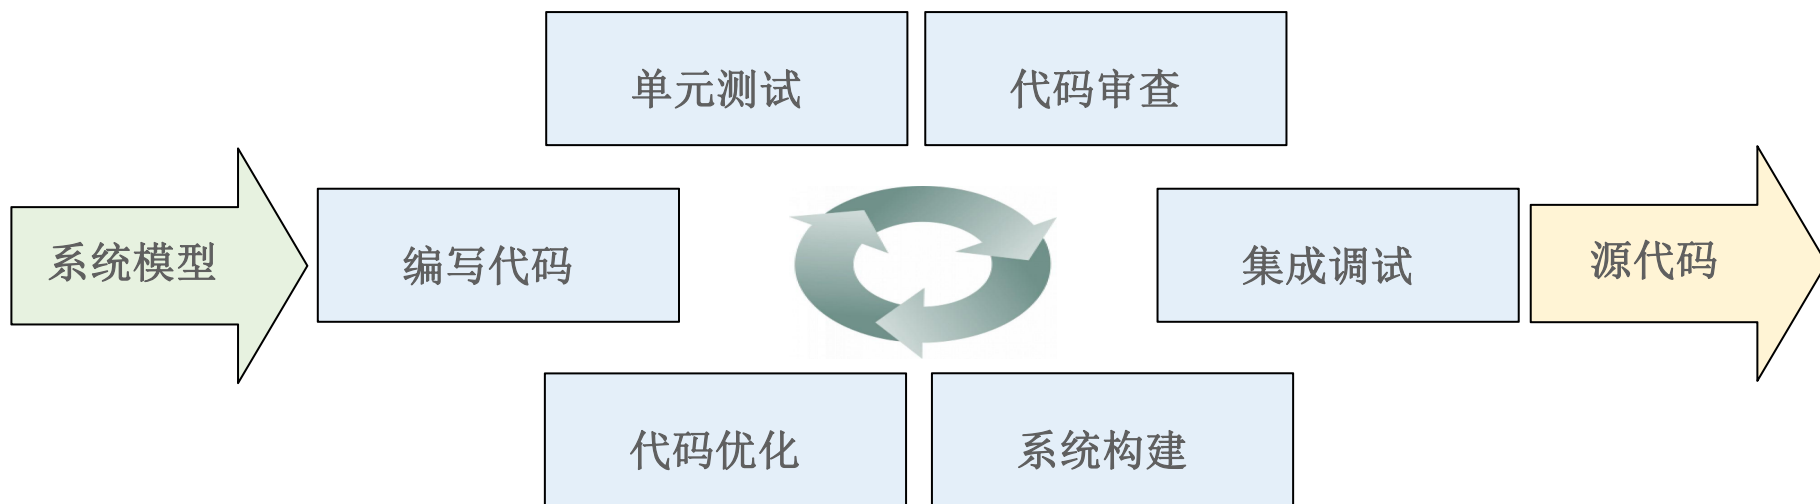 单元测试
代码审查
系统模型
编写代码
集成调试
源代码
代码优化
系统构建